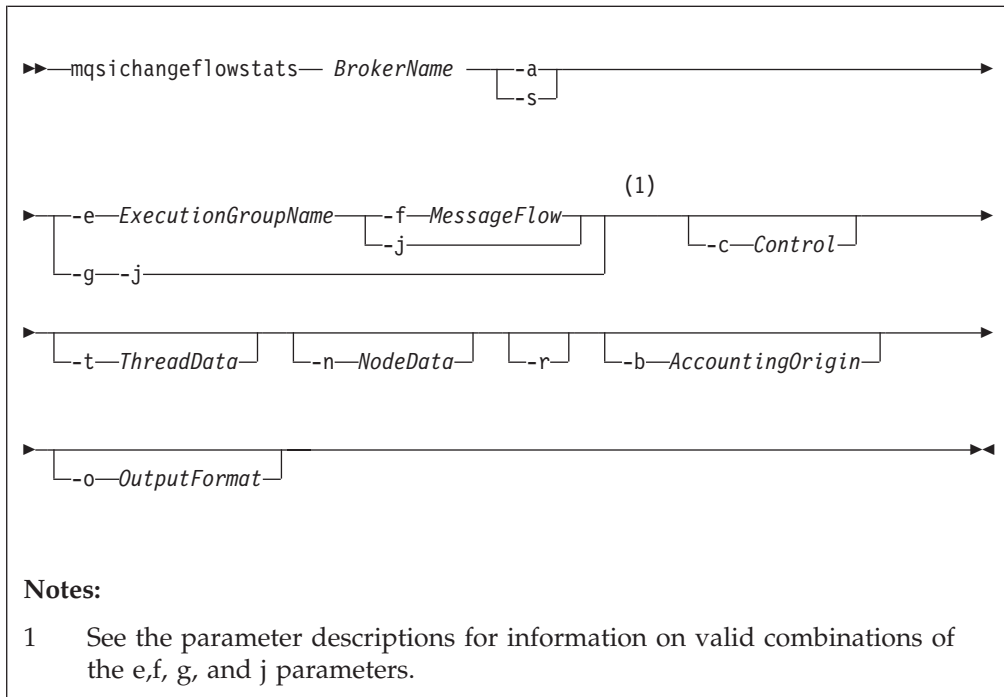 mqsichangeflowstats BrokerName -a
-s
(1)
-e ExecutionGroupName -f MessageFlow
-j -c Control
-g -j
-t ThreadData -n NodeData -r -b AccountingOrigin
-o OutputFormat
Notes:
1 See the parameter descriptions for information on valid combinations of
the e,f, g, and j parameters.